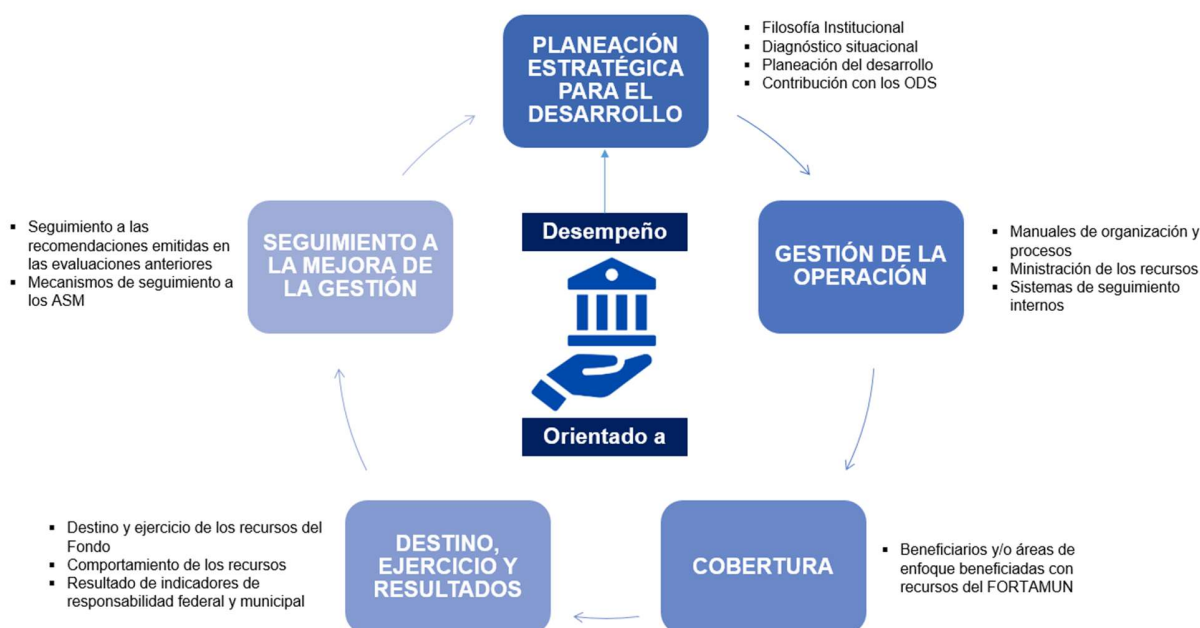 PLANEACIÓN
ESTRATÉGICA
PARA EL
DESARROLLO
▪ Filosofía Institucional
▪ Diagnóstico situacional
▪ Planeación del desarrollo
▪ Contribución con los ODS
GESTIÓN DE LA
OPERACIÓN
▪ Manuales de organización y
procesos
▪ Ministración de los recursos
▪ Sistemas de seguimiento
internos
COBERTURA
▪ Beneficiarios y/o áreas de
enfoque beneficiadas con
recursos del FORTAMUN
DESTINO,
EJERCICIO Y
RESULTADOS
▪ Destino y ejercicio de los recursos del
Fondo
▪ Comportamiento de los recursos
▪ Resultado de indicadores de
responsabilidad federal y municipal
SEGUIMIENTO A
LA MEJORA DE
LA GESTIÓN
▪ Seguimiento a las
recomendaciones emitidas en
las evaluaciones anteriores
▪ Mecanismos de seguimiento a
los ASM
Desempeño
Orientado a